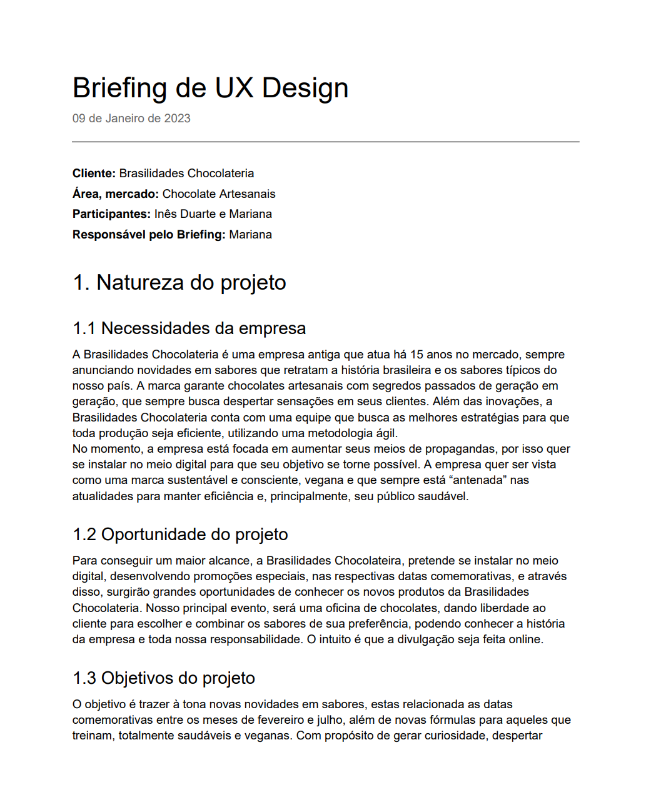 Briefing de UX Design
09 de Janeiro de 2023
Cliente: Brasilidades Chocolateria
Área, mercado: Chocolate Artesanais
Participantes: Inês Duarte e Mariana
Responsável pelo Briefing: Mariana
1. Natureza do projeto
1.1 Necessidades da empresa
A Brasilidades Chocolateria é uma empresa antiga que atua há 15 anos no mercado, sempre
anunciando novidades em sabores que retratam a história brasileira e os sabores típicos do
nosso país. A marca garante chocolates artesanais com segredos passados de geração em
geração, que sempre busca despertar sensações em seus clientes. Além das inovações, a
Brasilidades Chocolateria conta com uma equipe que busca as melhores estratégias para que
toda produção seja eficiente, utilizando uma metodologia ágil.
No momento, a empresa está focada em aumentar seus meios de propagandas, por isso quer
se instalar no meio digital para que seu objetivo se torne possível. A empresa quer ser vista
como uma marca sustentável e consciente, vegana e que sempre está “antenada” nas
atualidades para manter eficiência e, principalmente, seu público saudável.
1.2 Oportunidade do projeto
Para conseguir um maior alcance, a Brasilidades Chocolateira, pretende se instalar no meio
digital, desenvolvendo promoções especiais, nas respectivas datas comemorativas, e através
disso, surgirão grandes oportunidades de conhecer os novos produtos da Brasilidades
Chocolateria. Nosso principal evento, será uma oficina de chocolates, dando liberdade ao
cliente para escolher e combinar os sabores de sua preferência, podendo conhecer a história
da empresa e toda nossa responsabilidade. O intuito é que a divulgação seja feita online.
1.3 Objetivos do projeto
O objetivo é trazer à tona novas novidades em sabores, estas relacionada as datas
comemorativas entre os meses de fevereiro e julho, além de novas fórmulas para aqueles que
treinam, totalmente saudáveis e veganas. Com propósito de gerar curiosidade, despertar